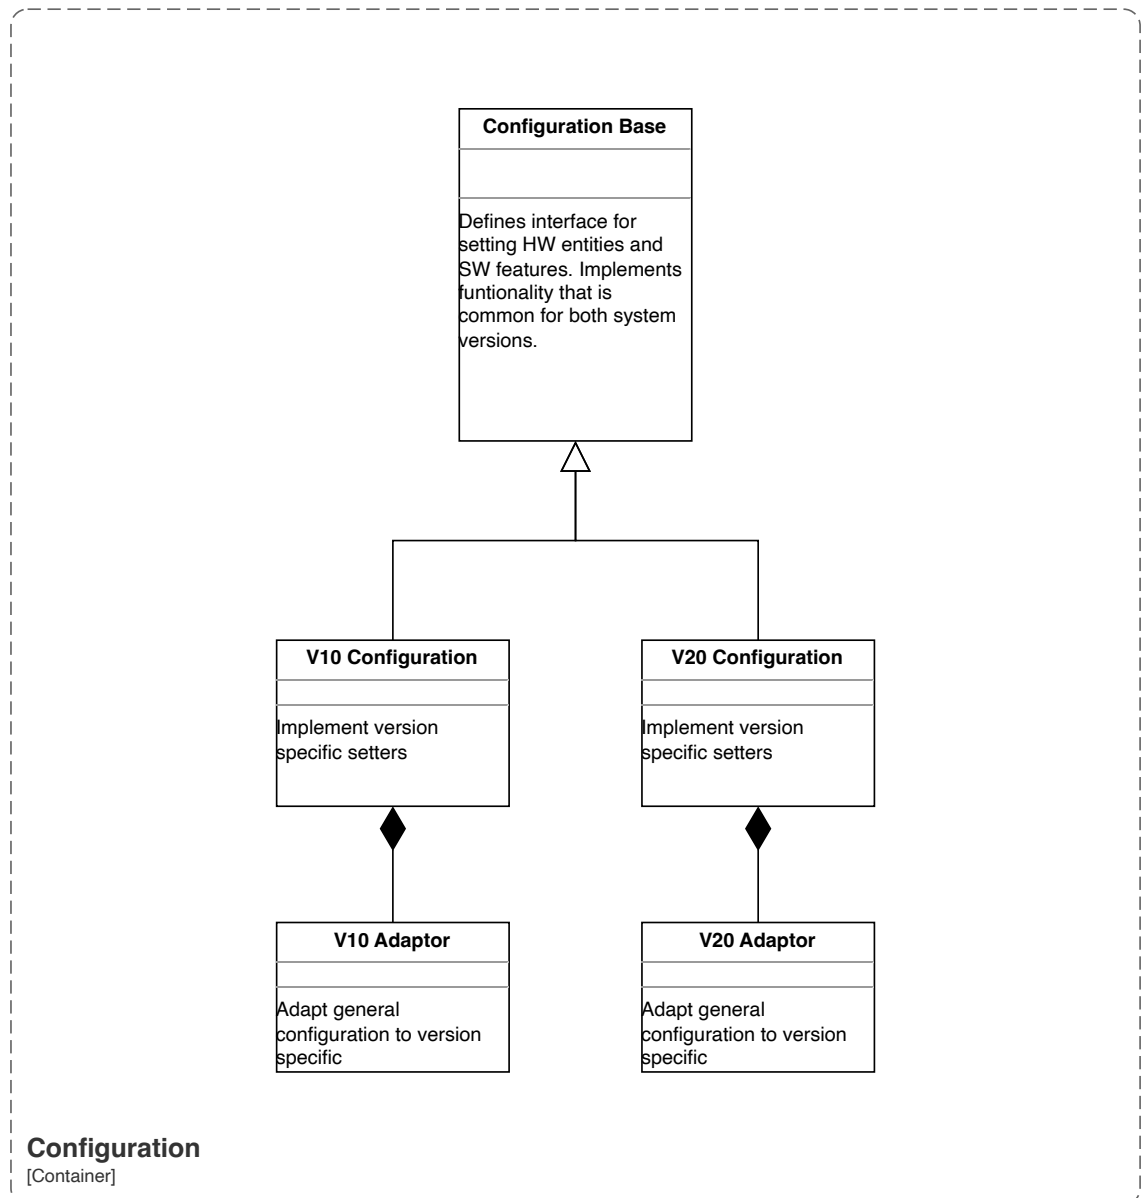 Configuration Base
Defines interface for
setting HW entities and
SW features. Implements
funtionality that is
common for both system
versions.
V10 Configuration
Implement version
specific setters
V20 Configuration
Implement version
specific setters
V10 Adaptor
Adapt general
configuration to version
specific
V20 Adaptor
Adapt general
configuration to version
specific
Configuration
[Container]